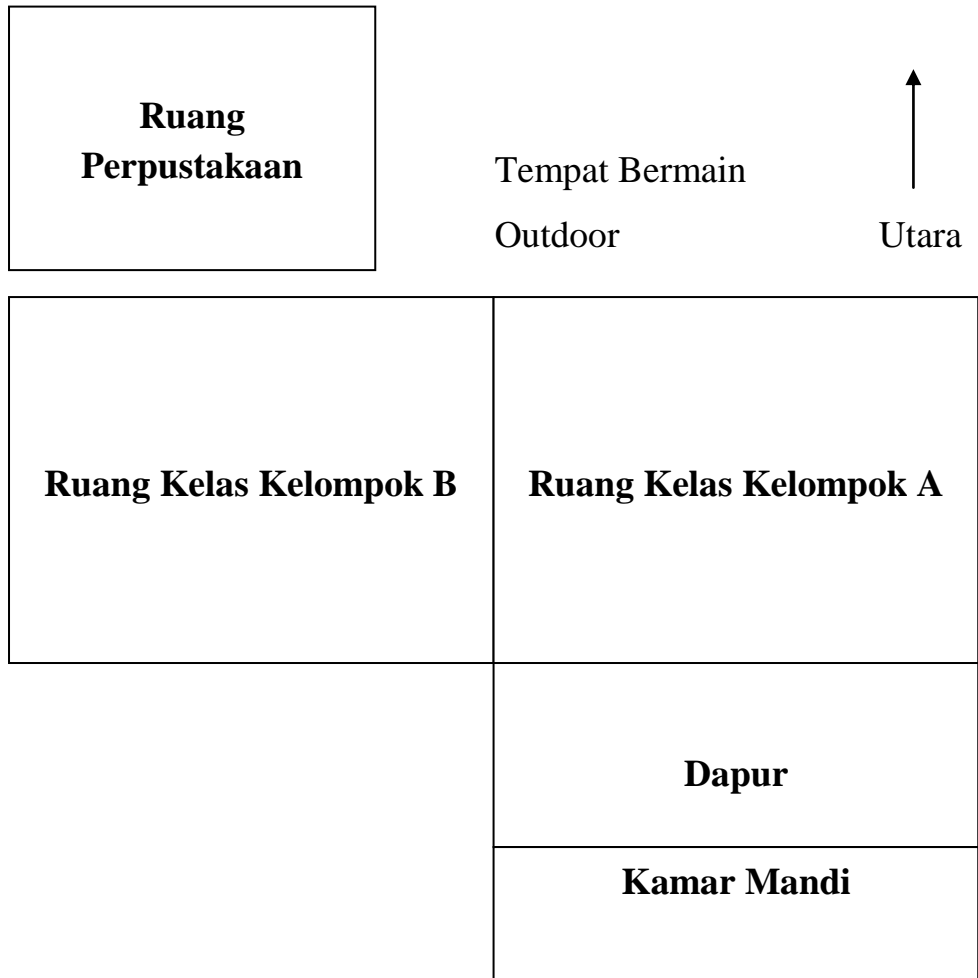 Ruang
Perpustakaan
Tempat Bermain
Outdoor
Utara
Ruang Kelas Kelompok B
Ruang Kelas Kelompok A
Dapur
Kamar Mandi